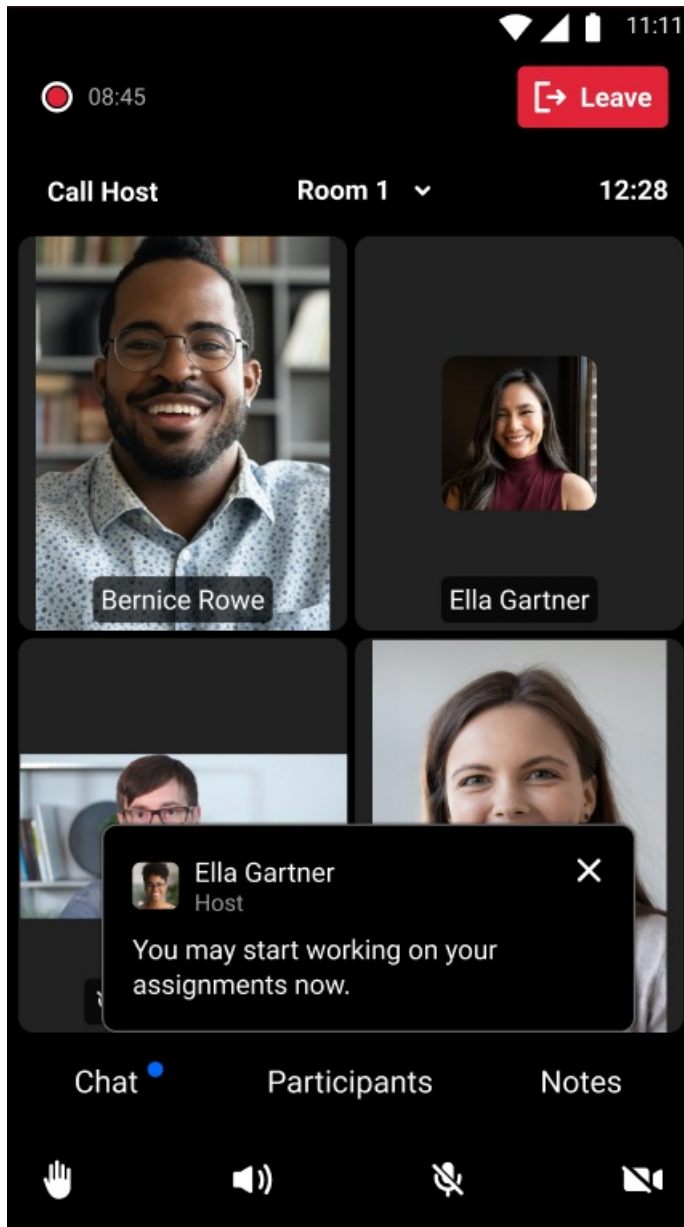 11:11
08:45
Leave
Call Host
Room 1
12:28
Bernice Rowe
Ella Gartner
Ella Gartner
Host
You may start working on your
assignments now.
Chat
Participants
Notes